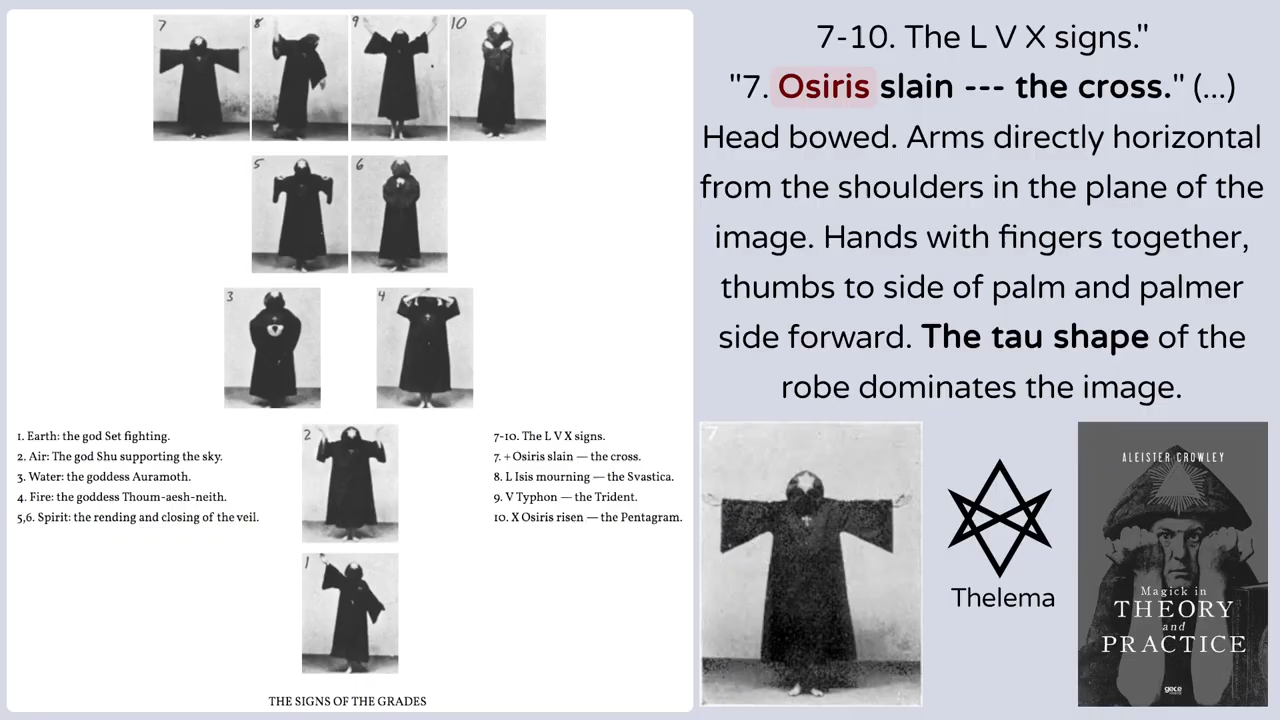 7
8
9
10
5
6
3
4
1. Earth: the god Set fighting.
2. Air: The god Shu supporting the sky.
3. Water: the goddess Auramoth.
4. Fire: the goddess Thoum-aesh-neith.
5,6. Spirit: the rending and closing of the veil.
2
7-10. The L V X signs.
7. + Osiris slain — the cross.
8. L Isis mourning — the Svastica.
9. V Typhon — the Trident.
10. X Osiris risen — the Pentagram.
1
THE SIGNS OF THE GRADES
7-10. The L V X signs."
"7. Osiris slain --- the cross." (...)
Head bowed. Arms directly horizontal
from the shoulders in the plane of the
image. Hands with fingers together,
thumbs to side of palm and palmer
side forward. The tau shape of the
robe dominates the image.
7
Thelema
ALEISTER CROWLEY
Magick in
THEORY
and
PRACTICE
gece